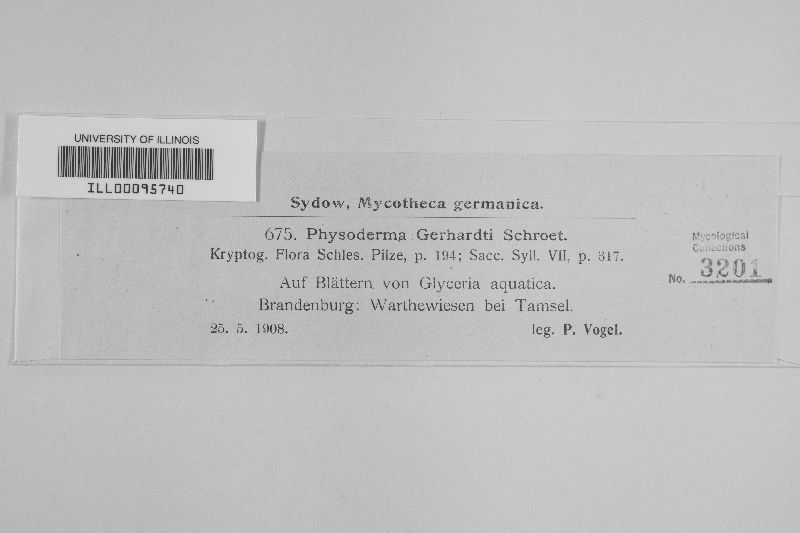 UNIVERSITY OF ILLINOIS
ILL00095740
Sydow, Mycotheca germanica.
675. Physoderma Gerhardti Schroet.
Kryptog. Flora Schles. Pilze, p. 194; Sacc. Syll. VII, p. 317.
Auf Blättern von Glyceria aquatica.
Brandenburg: Warthewiesen bei Tamsel.
25. 5. 1908. leg. P. Vogel.
Mycological
Collections
No. 3201